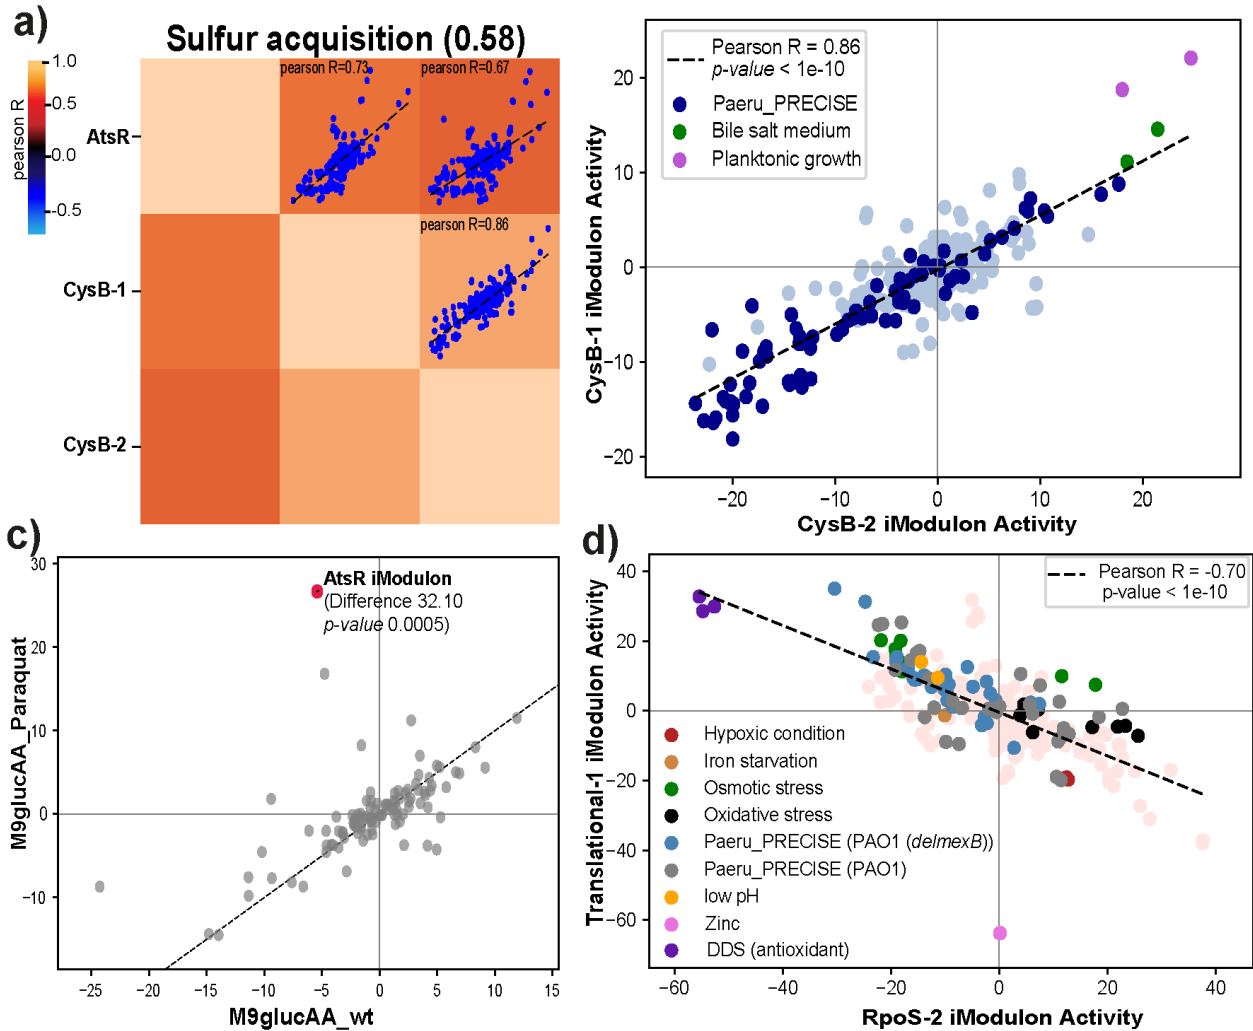 a)
Sulfur acquisition (0.58)
pearson R
1.0
0.5
0.0
-0.5
AtsR
CysB-1
CysB-2
pearson R=0.73
pearson R=0.67
pearson R=0.86
Pearson R = 0.86
p-value < 1e-10
Paeru_PRECISE
Bile salt medium
Planktonic growth
CysB-1 iModulon Activity
20
10
0
−10
−20
−20
−10
0
10
20
CysB-2 iModulon Activity
c)
M9glucAA_Paraquat
30
20
10
0
−10
AtsR iModulon
(Difference 32.10
p-value 0.0005)
−25
−20
−15
−10
−5
0
5
10
15
M9glucAA_wt
d)
Translational-1 iModulon Activity
40
20
0
−20
−40
−60
Pearson R = -0.70
p-value < 1e-10
Hypoxic condition
Iron starvation
Osmotic stress
Oxidative stress
Paeru_PRECISE (PAO1 (delmexB))
Paeru_PRECISE (PAO1)
low pH
Zinc
DDS (antioxidant)
−60
−40
−20
0
20
40
RpoS-2 iModulon Activity